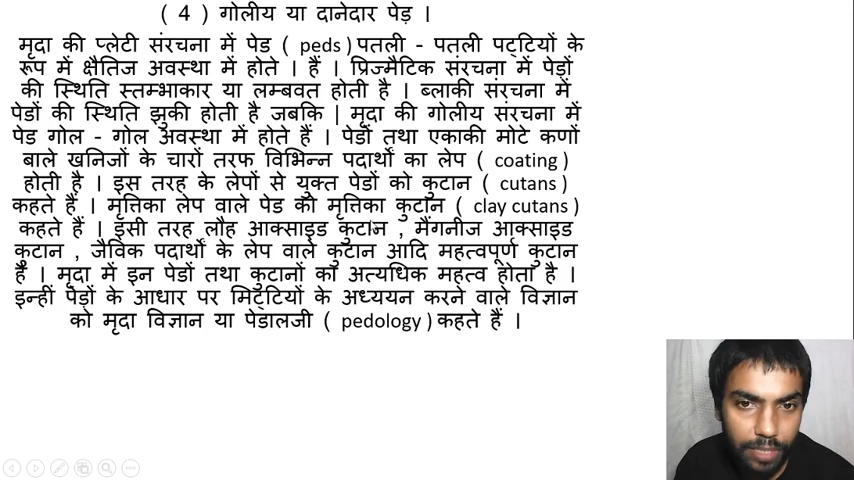 ( 4 ) गोलीय या दानेदार पेड़ ।
मृदा की प्लेटी संरचना में पेड ( peds ) पतली - पतली पट्टियों के
रूप में क्षैतिज अवस्था में होते । हैं । प्रिज्मैटिक संरचना में पेड़ों
की स्थिति स्तम्भाकार या लम्बवत होती है । ब्लाकी संरचना में
पेडों की स्थिति झुकी होती है जबकि | मृदा की गोलीय संरचना में
पेड गोल - गोल अवस्था में होते हैं । पेडों तथा एकाकी मोटे कणों
बाले खनिजों के चारों तरफ विभिन्न पदार्थों का लेप ( coating )
होती है । इस तरह के लेपों से युक्त पेडों को कुटान ( cutans )
कहते हैं । मृत्तिका लेप वाले पेड को मृत्तिका कुटान ( clay cutans )
कहते हैं । इसी तरह लौह आक्साइड कुटान , मैंगनीज आक्साइड
कुटान , जैविक पदार्थों के लेप वाले कुटान आदि महत्वपूर्ण कुटान
हैं । मृदा में इन पेडों तथा कुटानों का अत्यधिक महत्व होता है ।
इन्हीं पेड़ों के आधार पर मिट्टियों के अध्ययन करने वाले विज्ञान
को मृदा विज्ञान या पेडालजी ( pedology ) कहते हैं ।